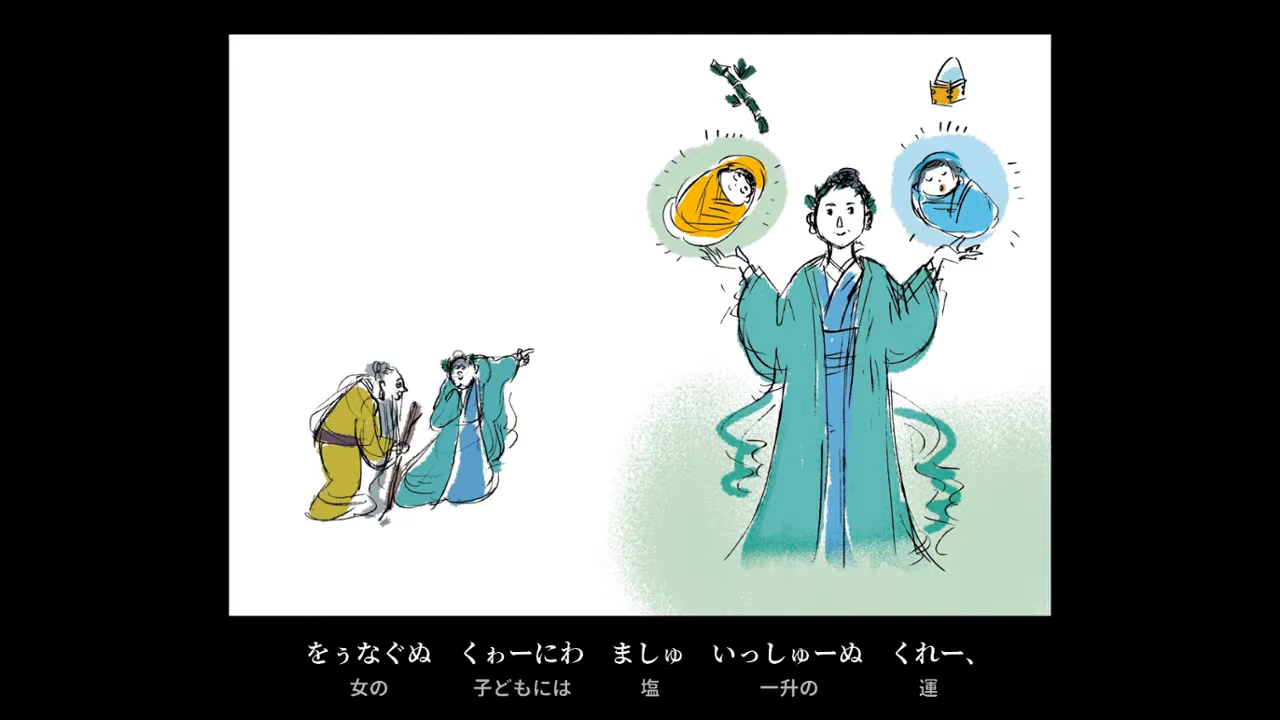 をぅなぐぬ　くゎーにわ　ましゅ　いっしゅーぬ　くれー、
女の　子どもには　塩　一升の　運